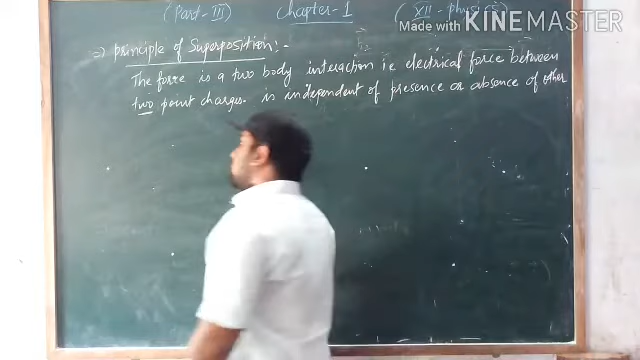 (Part-III) Chapter-1 (XII-physics)
Made with KINEMASTER
=) principle of Superposition:-
The force is a two body interaction i.e electrical force between
two point charges. is independent of presence or absence of other